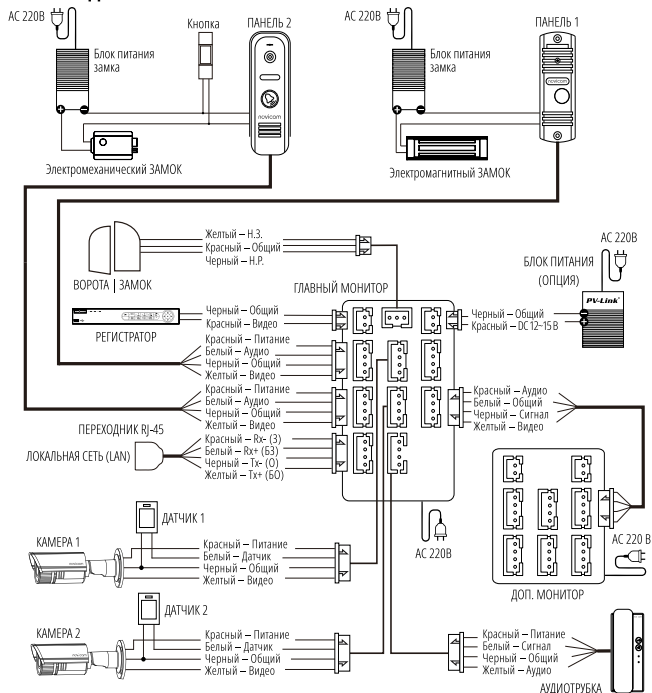 AC 220В
Блок питания
замка
Кнопка
ПАНЕЛЬ 2
novicam
Электромеханический ЗАМОК
AC 220В
Блок питания
замка
ПАНЕЛЬ 1
novicam
Электромагнитный ЗАМОК
ВОРОТА | ЗАМОК
Желтый – Н.З.
Красный – Общий
Черный – Н.Р.
ГЛАВНЫЙ МОНИТОР
БЛОК ПИТАНИЯ
(ОПЦИЯ)
AC 220В
PV-Link
РЕГИСТРАТОР
Черный – Общий
Красный – Видео
Черный – Общий
Красный – DC 12~15В
Красный – Питание
Белый – Аудио
Черный – Общий
Желтый – Видео
Красный – Питание
Белый – Аудио
Черный – Общий
Желтый – Видео
Красный – Аудио
Белый – Общий
Черный – Сигнал
Желтый – Видео
ПЕРЕХОДНИК RJ-45
ЛОКАЛЬНАЯ СЕТЬ (LAN)
Красный – Rx- (З)
Белый – Rx+ (БЗ)
Черный – Tx- (О)
Желтый – Tx+ (БО)
AC 220В
AC 220 В
ДОП. МОНИТОР
ДАТЧИК 1
КАМЕРА 1
Красный – Питание
Белый – Датчик
Черный – Общий
Желтый – Видео
ДАТЧИК 2
КАМЕРА 2
novicam
Красный – Питание
Белый – Датчик
Черный – Общий
Желтый – Видео
Красный – Питание
Белый – Сигнал
Черный – Общий
Желтый – Аудио
АУДИОТРУБКА